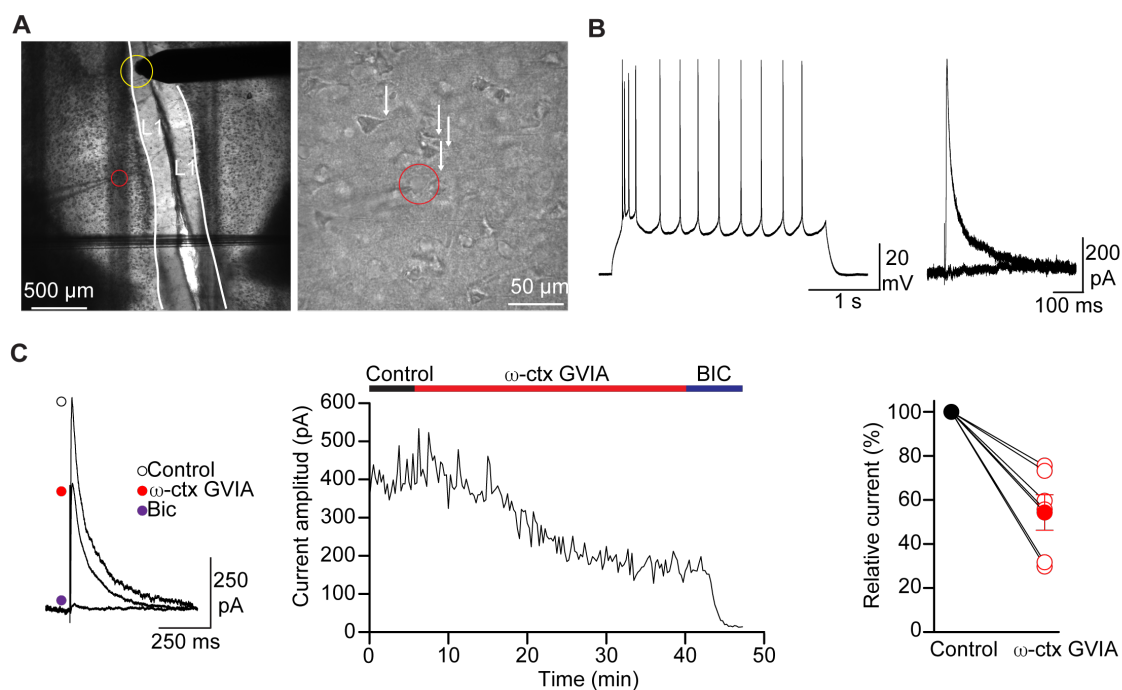 A
B
L1
L1
500 μm
50 μm
20
mV
1 s
200
pA
100 ms
C
Control
ω-ctx GVIA
Bic
250
pA
250 ms
Control ω-ctx GVIA BIC
Current amplitud (pA)
600
500
400
300
200
100
0
0 10 20 30 40 50
Time (min)
Relative current (%)
100
80
60
40
20
0
Control ω-ctx GVIA